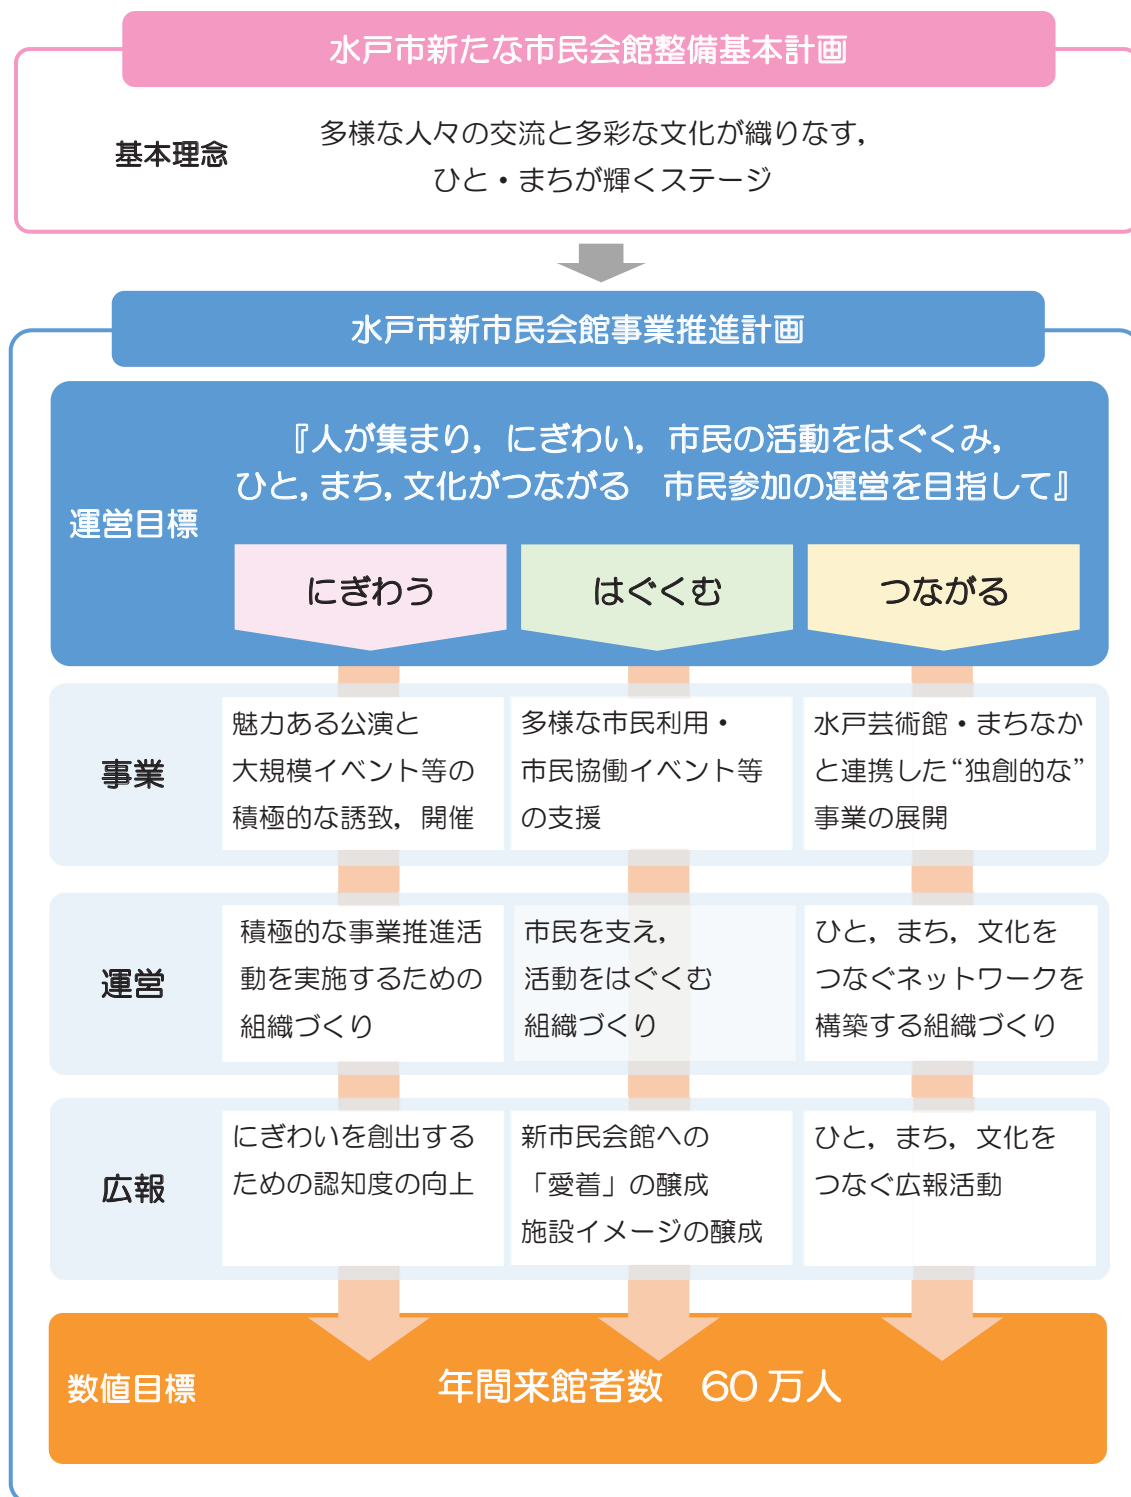 水戸市新たな市民会館整備基本計画
基本理念
多様な人々の交流と多彩な文化が織りなす，
ひと・まちが輝くステージ
水戸市新市民会館事業推進計画
運営目標
『人が集まり，にぎわい，市民の活動をはぐくみ，
ひと，まち，文化がつながる　市民参加の運営を目指して』
にぎわう
はぐくむ
つながる
事業
魅力ある公演と
大規模イベント等の
積極的な誘致，開催
多様な市民利用・
市民協働イベント等
の支援
水戸芸術館・まちなか
と連携した“独創的な”
事業の展開
運営
積極的な事業推進活
動を実施するための
組織づくり
市民を支え，
活動をはぐくむ
組織づくり
ひと，まち，文化を
つなぐネットワークを
構築する組織づくり
広報
にぎわいを創出する
ための認知度の向上
新市民会館への
「愛着」の醸成
施設イメージの醸成
ひと，まち，文化を
つなぐ広報活動
数値目標
年間来館者数　60万人